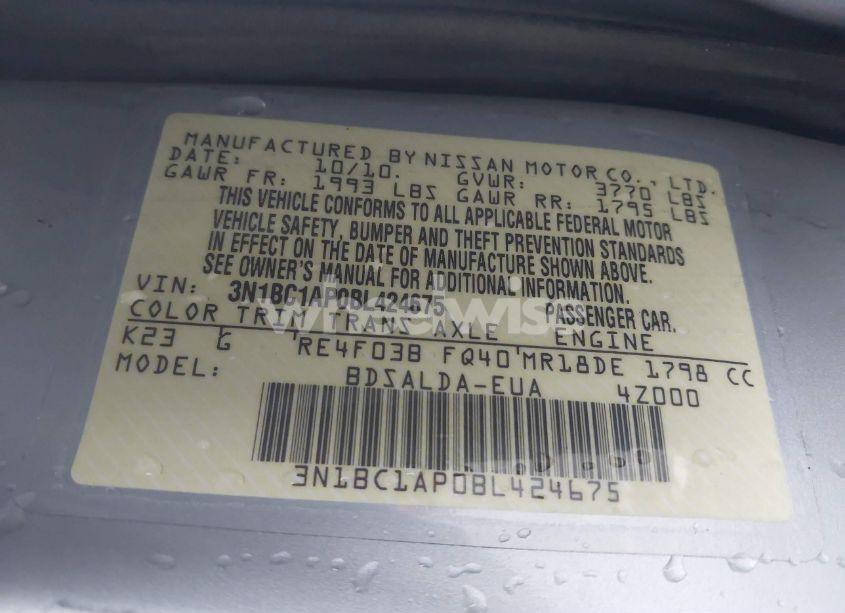 MANUFACTURED BY NISSAN MOTOR CO., LTD.
DATE: 10/10. GVWR: 3770 LBS
GAWR FR: 1993 LBS GAWR RR: 1795 LBS
THIS VEHICLE CONFORMS TO ALL APPLICABLE FEDERAL MOTOR
VEHICLE SAFETY, BUMPER AND THEFT PREVENTION STANDARDS
IN EFFECT ON THE DATE OF MANUFACTURE SHOWN ABOVE.
SEE OWNER'S MANUAL FOR ADDITIONAL INFORMATION.
VIN: 3N1BC1AP0BL424675 PASSENGER CAR.
COLOR TRIM TRANS AXLE ENGINE
K23 G RE4F03B FQ40 MR18DE 1798 CC
MODEL: BDSALDA-EUA 4Z000
3N1BC1AP0BL424675